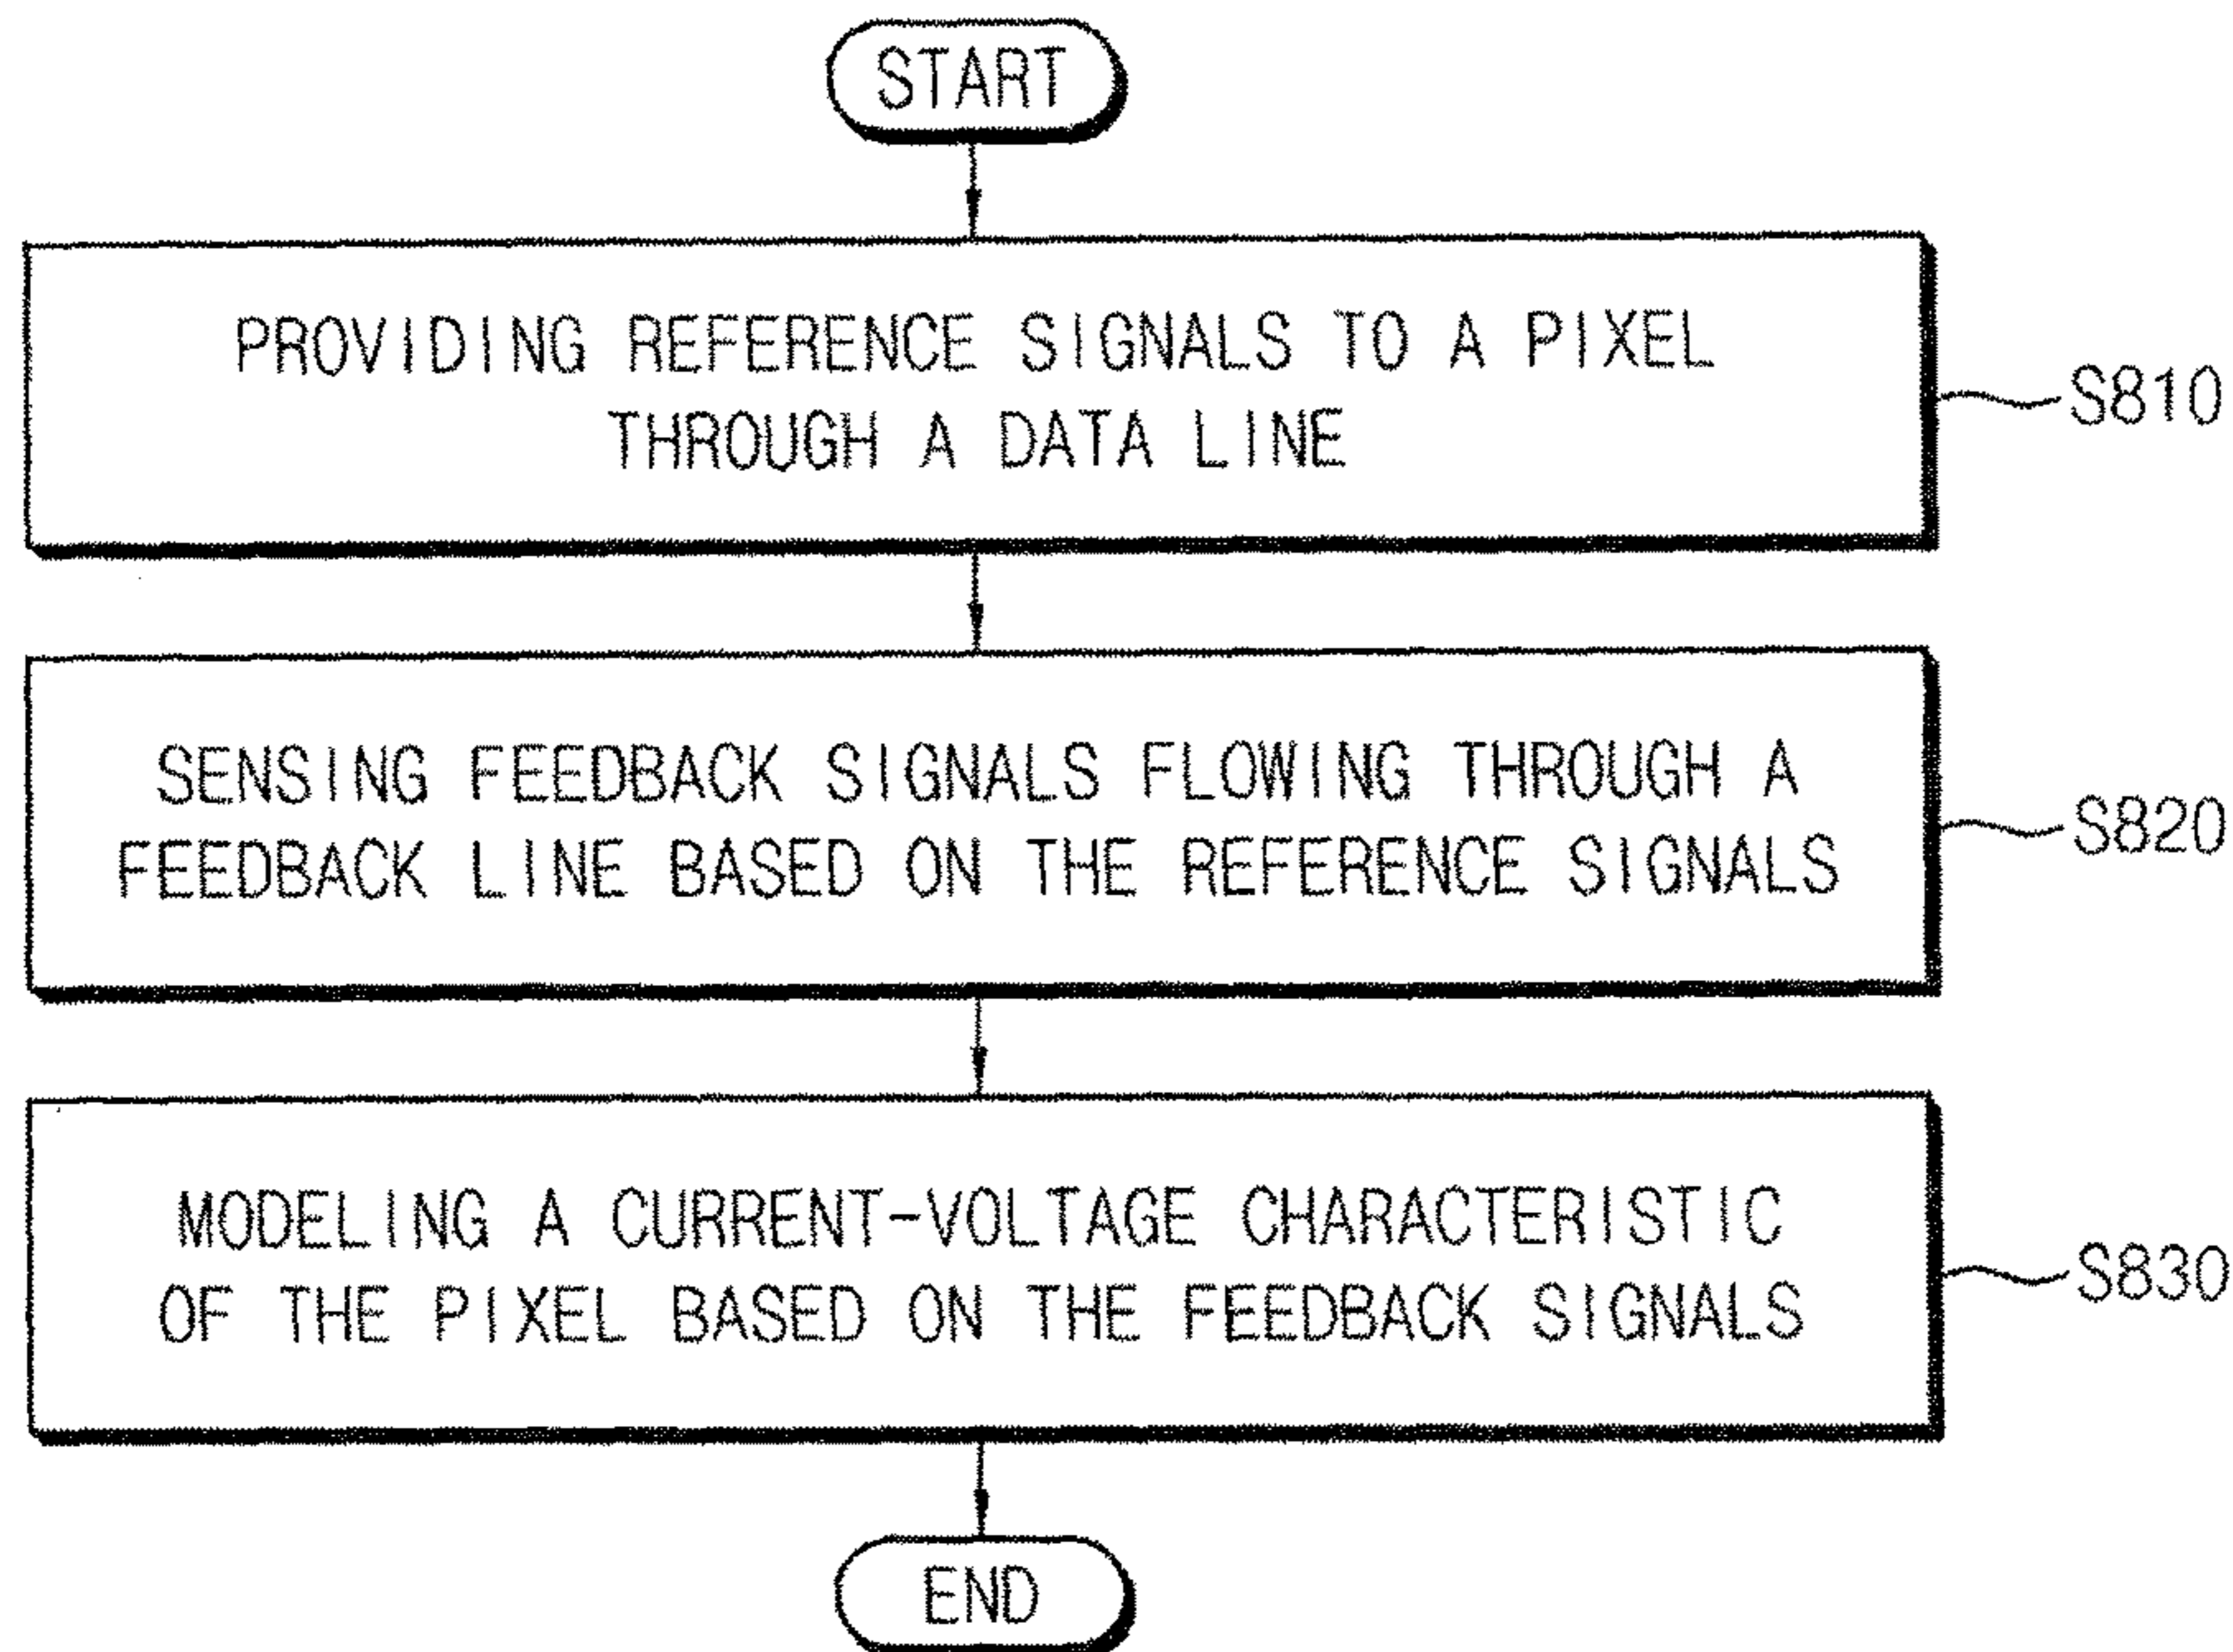 START
PROVIDING REFERENCE SIGNALS TO A PIXEL
THROUGH A DATA LINE
S810
SENSING FEEDBACK SIGNALS FLOWING THROUGH A
FEEDBACK LINE BASED ON THE REFERENCE SIGNALS
S820
MODELING A CURRENT-VOLTAGE CHARACTERISTIC
OF THE PIXEL BASED ON THE FEEDBACK SIGNALS
S830
END